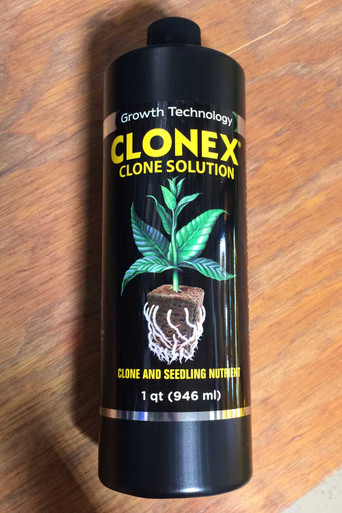 Growth Technology
CLONEX®
CLONE SOLUTION
CLONE AND SEEDLING NUTRIENT
1 qt (946 ml)